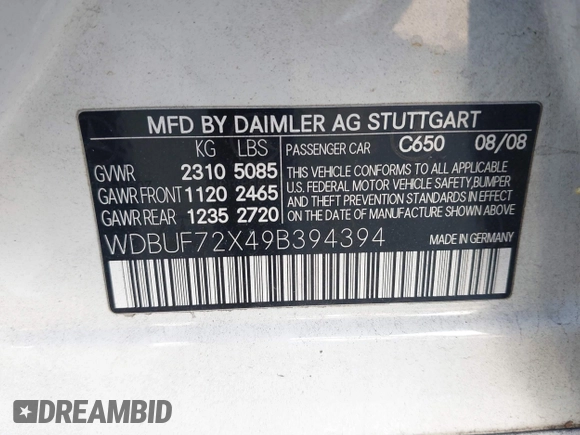 MFD BY DAIMLER AG STUTTGART
KG LBS PASSENGER CAR C650 08/08
GVWR 2310 5085 THIS VEHICLE CONFORMS TO ALL APPLICABLE
GAWR FRONT 1120 2465 U.S. FEDERAL MOTOR VEHICLE SAFETY, BUMPER
AND THEFT PREVENTION STANDARDS IN EFFECT
GAWR REAR 1235 2720 ON THE DATE OF MANUFACTURE SHOWN ABOVE.
WDBUF72X49B394394 MADE IN GERMANY
DREAMBID